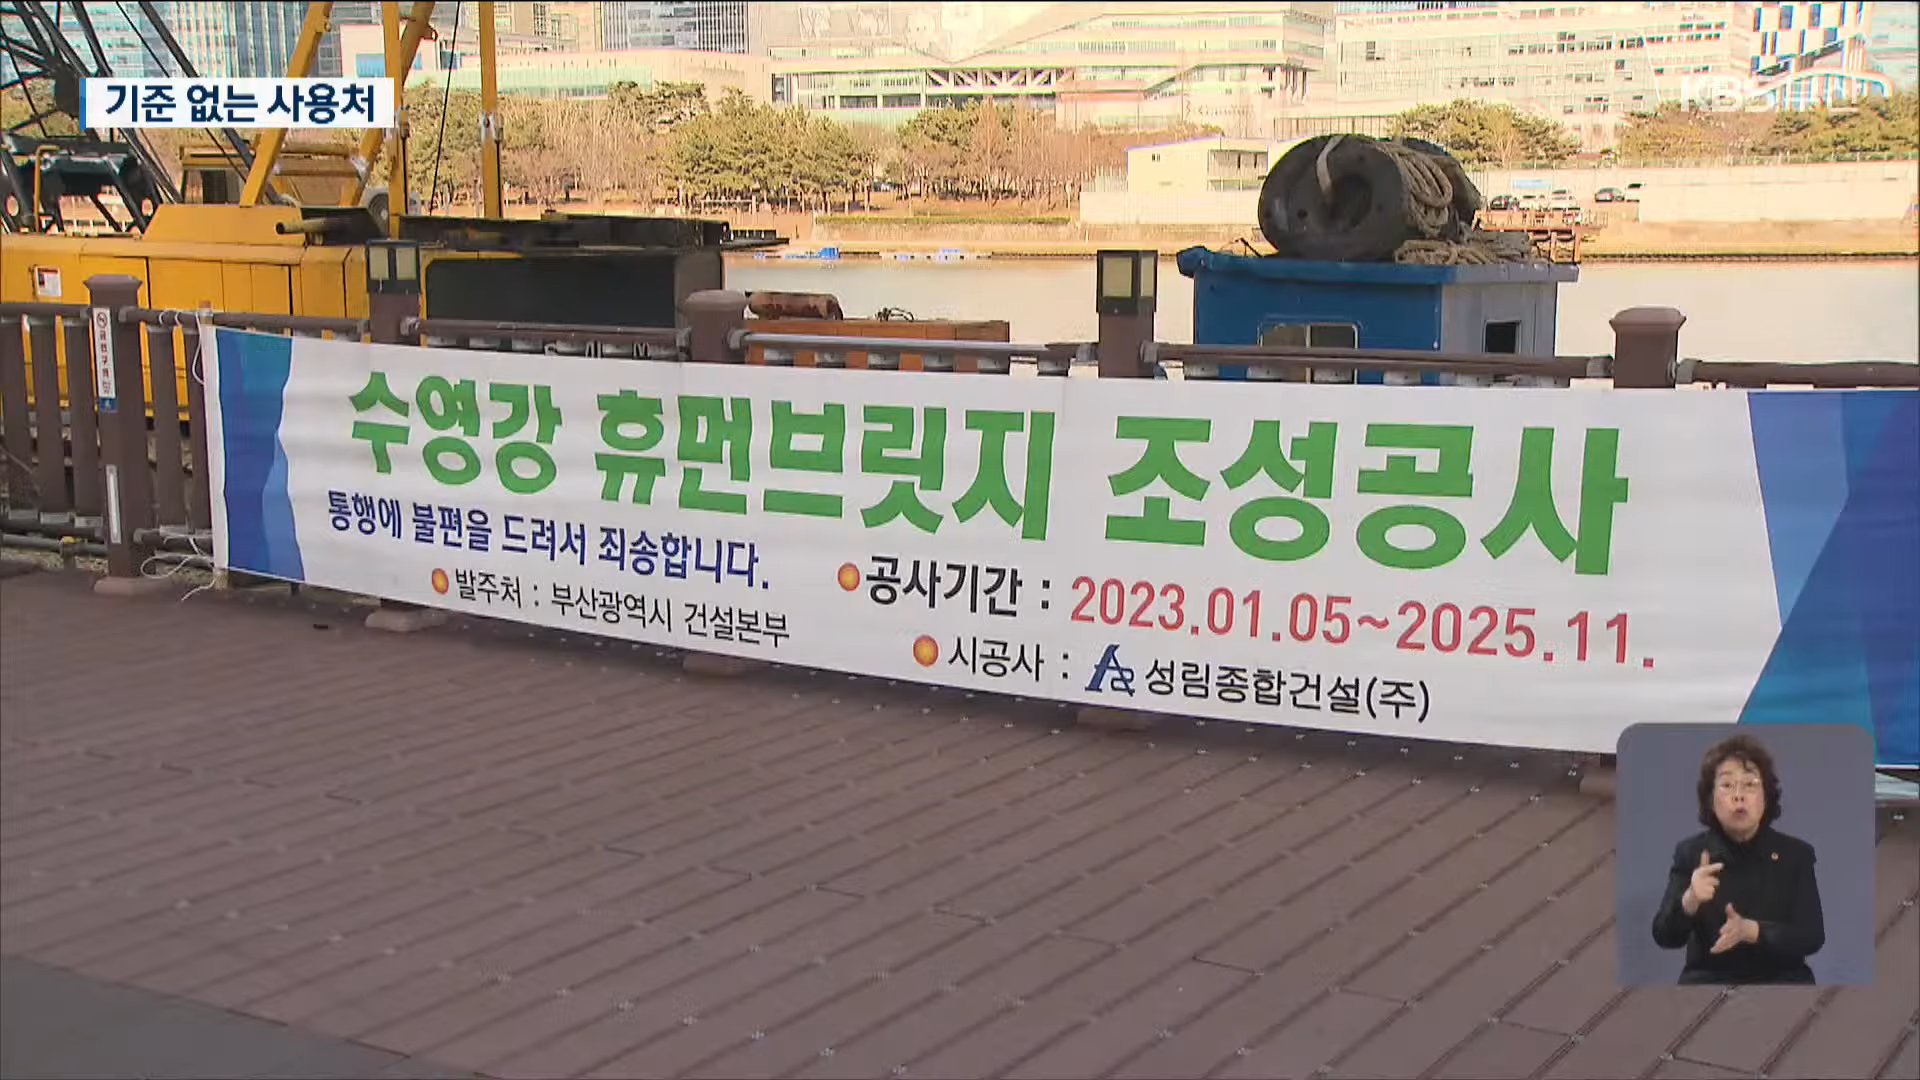 기준 없는 사용처
KBS 부산
수영강 휴먼브릿지 조성공사
통행에 불편을 드려서 죄송합니다.
발주처 : 부산광역시 건설본부
공사기간 : 2023.01.05~2025.11.
시공사 : 성림종합건설(주)